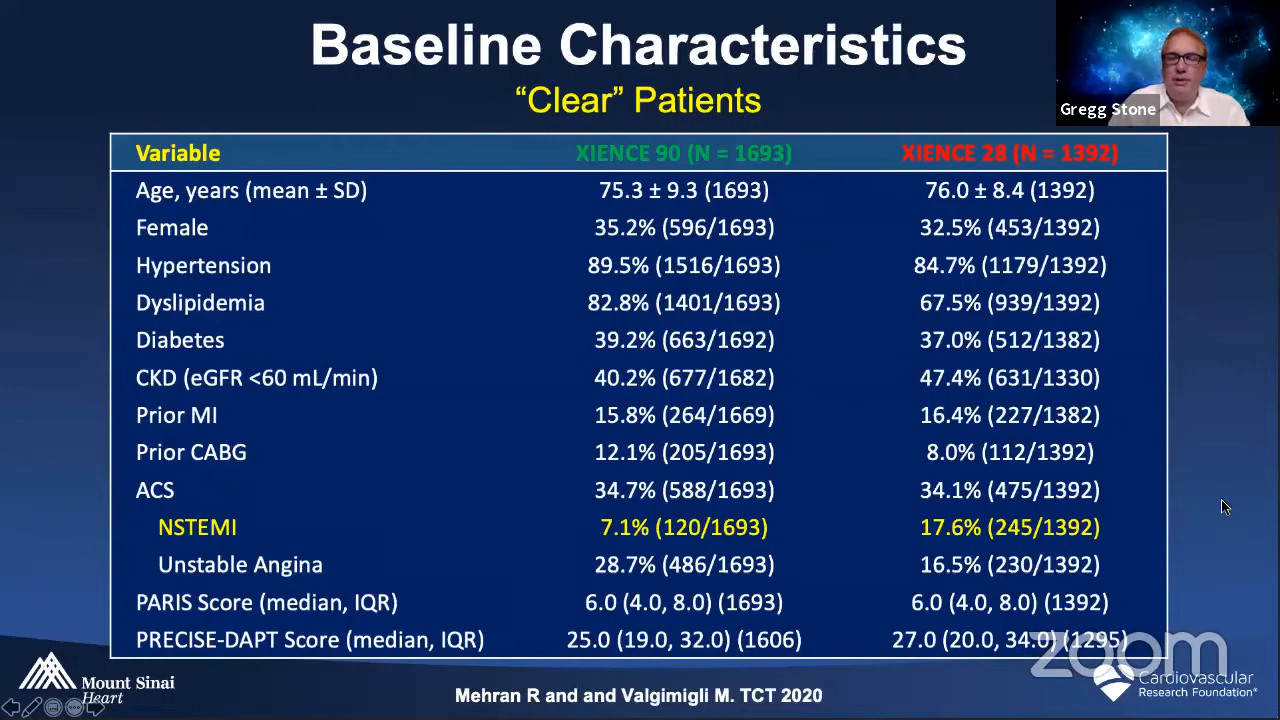 Baseline Characteristics
“Clear” Patients
Gregg Stone
Variable XIENCE 90 (N = 1693) XIENCE 28 (N = 1392)
Age, years (mean ± SD) 75.3 ± 9.3 (1693) 76.0 ± 8.4 (1392)
Female 35.2% (596/1693) 32.5% (453/1392)
Hypertension 89.5% (1516/1693) 84.7% (1179/1392)
Dyslipidemia 82.8% (1401/1693) 67.5% (939/1392)
Diabetes 39.2% (663/1692) 37.0% (512/1382)
CKD (eGFR <60 mL/min) 40.2% (677/1682) 47.4% (631/1330)
Prior MI 15.8% (264/1669) 16.4% (227/1382)
Prior CABG 12.1% (205/1693) 8.0% (112/1392)
ACS 34.7% (588/1693) 34.1% (475/1392)
NSTEMI 7.1% (120/1693) 17.6% (245/1392)
Unstable Angina 28.7% (486/1693) 16.5% (230/1392)
PARIS Score (median, IQR) 6.0 (4.0, 8.0) (1693) 6.0 (4.0, 8.0) (1392)
PRECISE-DAPT Score (median, IQR) 25.0 (19.0, 32.0) (1606) 27.0 (20.0, 34.0) (1295)
zoom
Mount Sinai
Heart
Mehran R and and Valgimigli M. TCT 2020
Cardiovascular
Research Foundation®